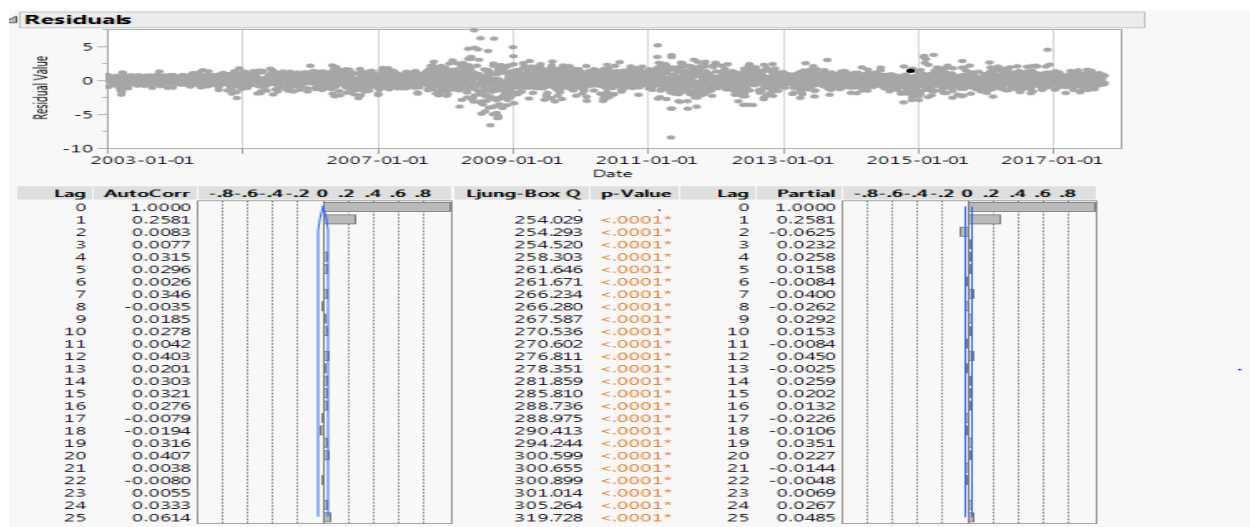 Residuals
Residual Value
5
0
-5
-10
2003-01-01 2007-01-01 2009-01-01 2011-01-01 2013-01-01 2015-01-01 2017-01-01
Date
Lag AutoCorr -.8-.6-.4-.2 0 .2 .4 .6 .8 Ljung-Box Q p-Value Lag Partial -.8-.6-.4-.2 0 .2 .4 .6 .8
0 1.0000 . . 0 1.0000
1 0.2581 254.029 <.0001* 1 0.2581
2 0.0083 254.293 <.0001* 2 -0.0625
3 0.0077 254.520 <.0001* 3 0.0232
4 0.0315 258.303 <.0001* 4 0.0258
5 0.0296 261.646 <.0001* 5 0.0158
6 0.0026 261.671 <.0001* 6 -0.0084
7 0.0346 266.234 <.0001* 7 0.0400
8 -0.0035 266.280 <.0001* 8 -0.0262
9 0.0185 267.587 <.0001* 9 0.0292
10 0.0278 270.536 <.0001* 10 0.0153
11 0.0042 270.602 <.0001* 11 -0.0084
12 0.0403 276.811 <.0001* 12 0.0450
13 0.0201 278.351 <.0001* 13 -0.0025
14 0.0303 281.859 <.0001* 14 0.0259
15 0.0321 285.810 <.0001* 15 0.0202
16 0.0276 288.736 <.0001* 16 0.0132
17 -0.0079 288.975 <.0001* 17 -0.0226
18 -0.0194 290.413 <.0001* 18 -0.0106
19 0.0316 294.244 <.0001* 19 0.0351
20 0.0407 300.599 <.0001* 20 0.0227
21 0.0038 300.655 <.0001* 21 -0.0144
22 -0.0080 300.899 <.0001* 22 -0.0048
23 0.0055 301.014 <.0001* 23 0.0069
24 0.0333 305.264 <.0001* 24 0.0267
25 0.0614 319.728 <.0001* 25 0.0485